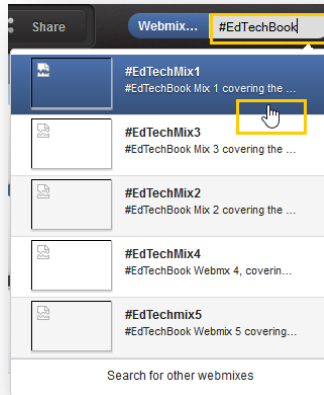 Share
Webmix...
#EdTechBook
#EdTechMix1
#EdTechBook Mix 1 covering the ...
#EdTechMix3
#EdTechBook Mix 3 covering the ...
#EdTechMix2
#EdTechBook Mix 2 covering the ...
#EdTechMix4
#EdTechBook Webmx 4, coverin...
#EdTechmix5
#EdTechBook Webmix 5 covering...
Search for other webmixes